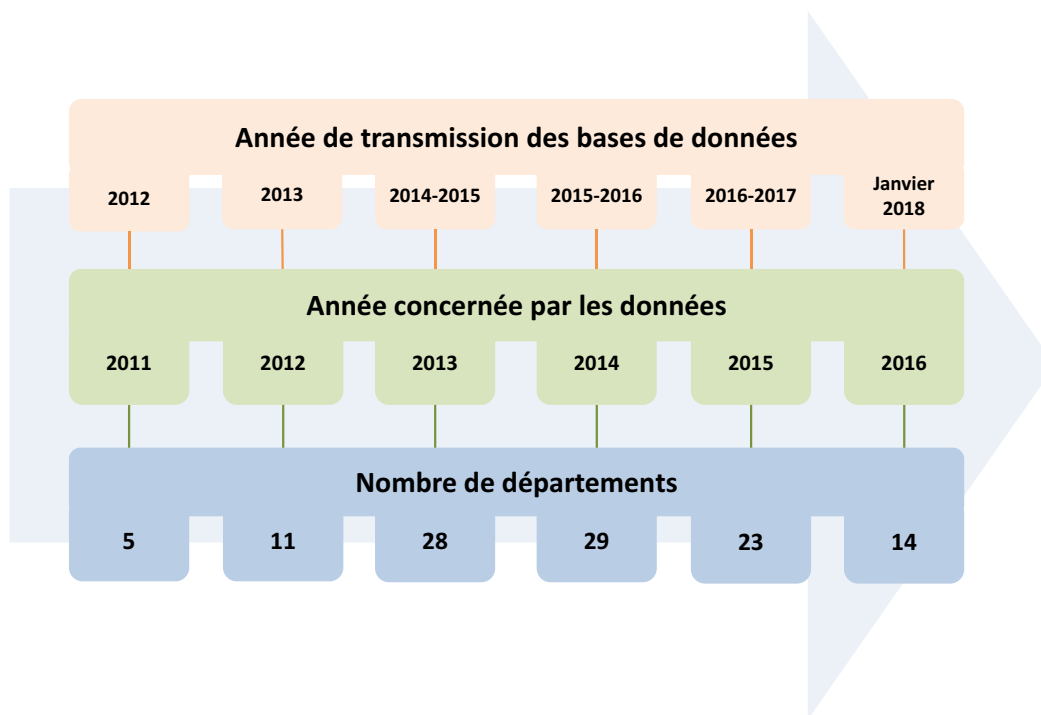 Année de transmission des bases de données
2012 2013 2014-2015 2015-2016 2016-2017 Janvier
2018
Année concernée par les données
2011 2012 2013 2014 2015 2016
Nombre de départements
5 11 28 29 23 14